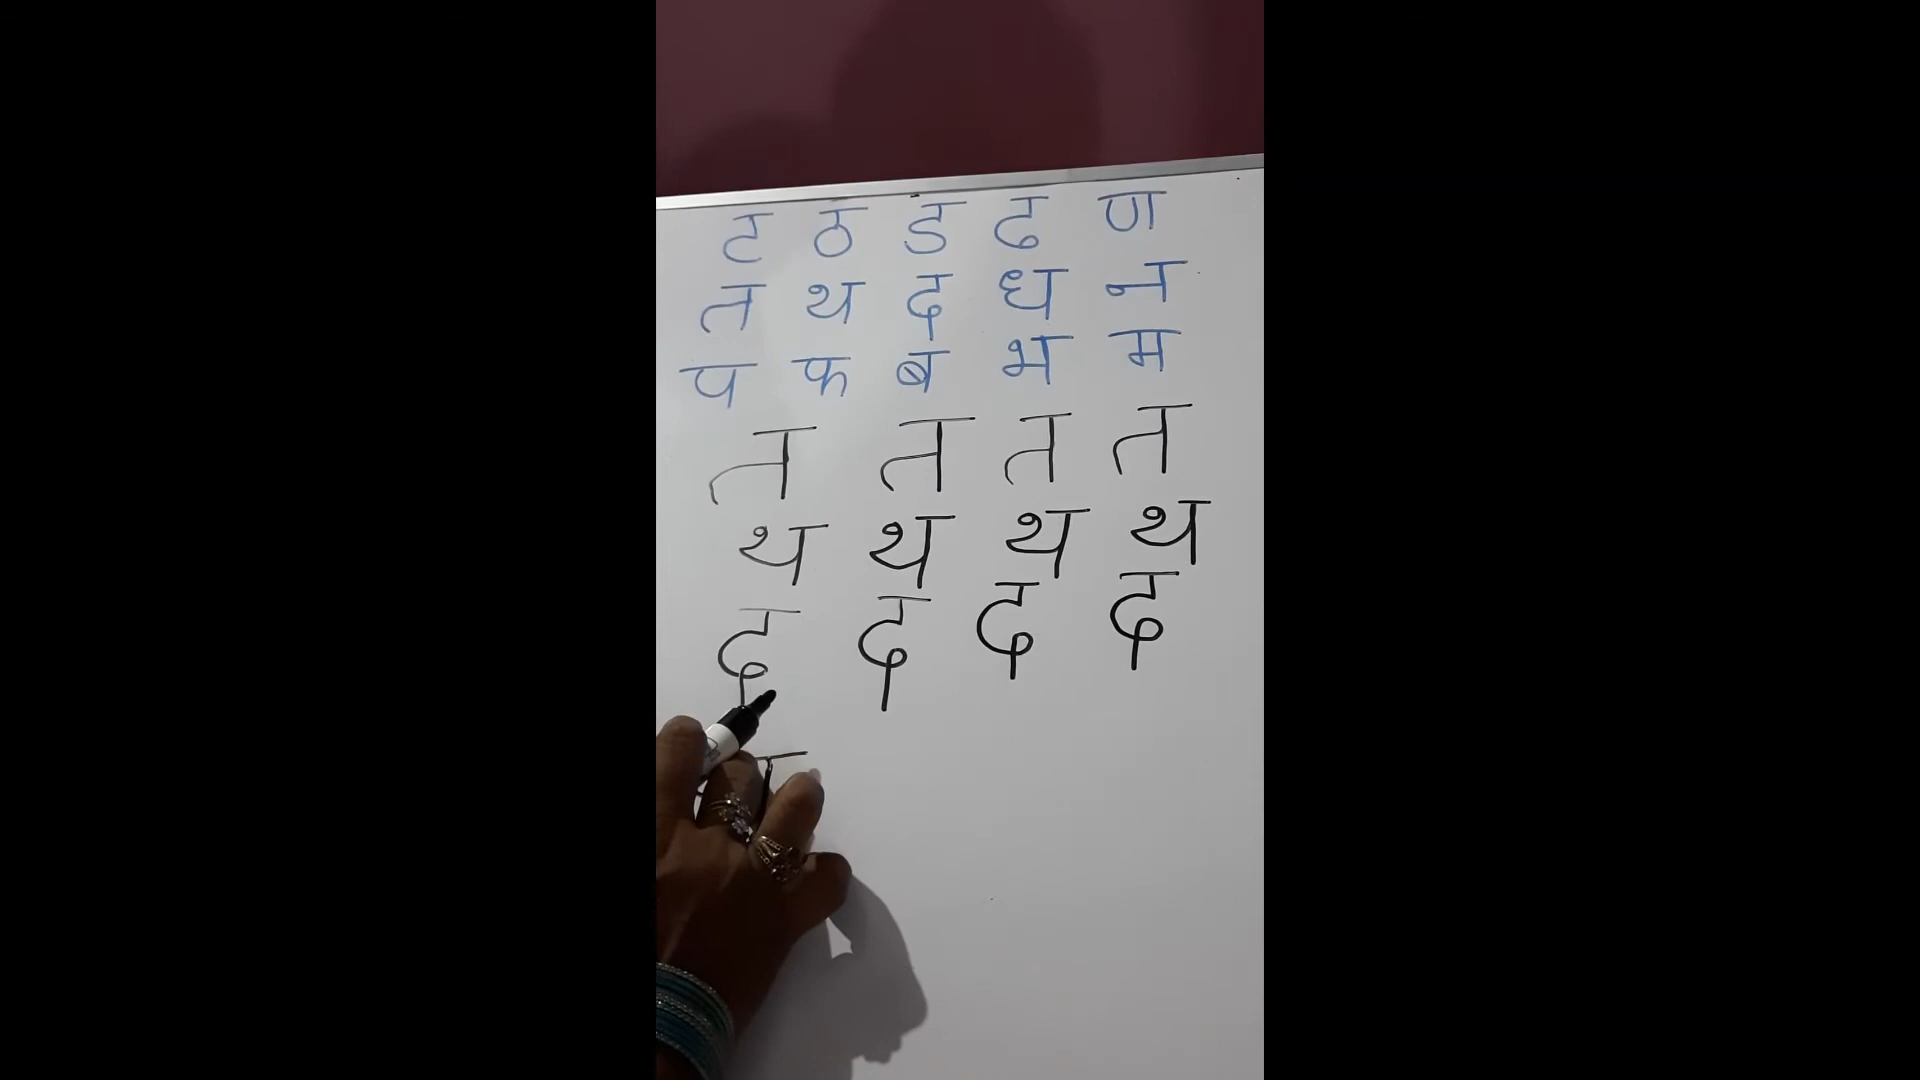 ट ठ ड ढ ण
त थ द ध न
प फ ब भ म
त त त त
थ थ थ थ
द द द द